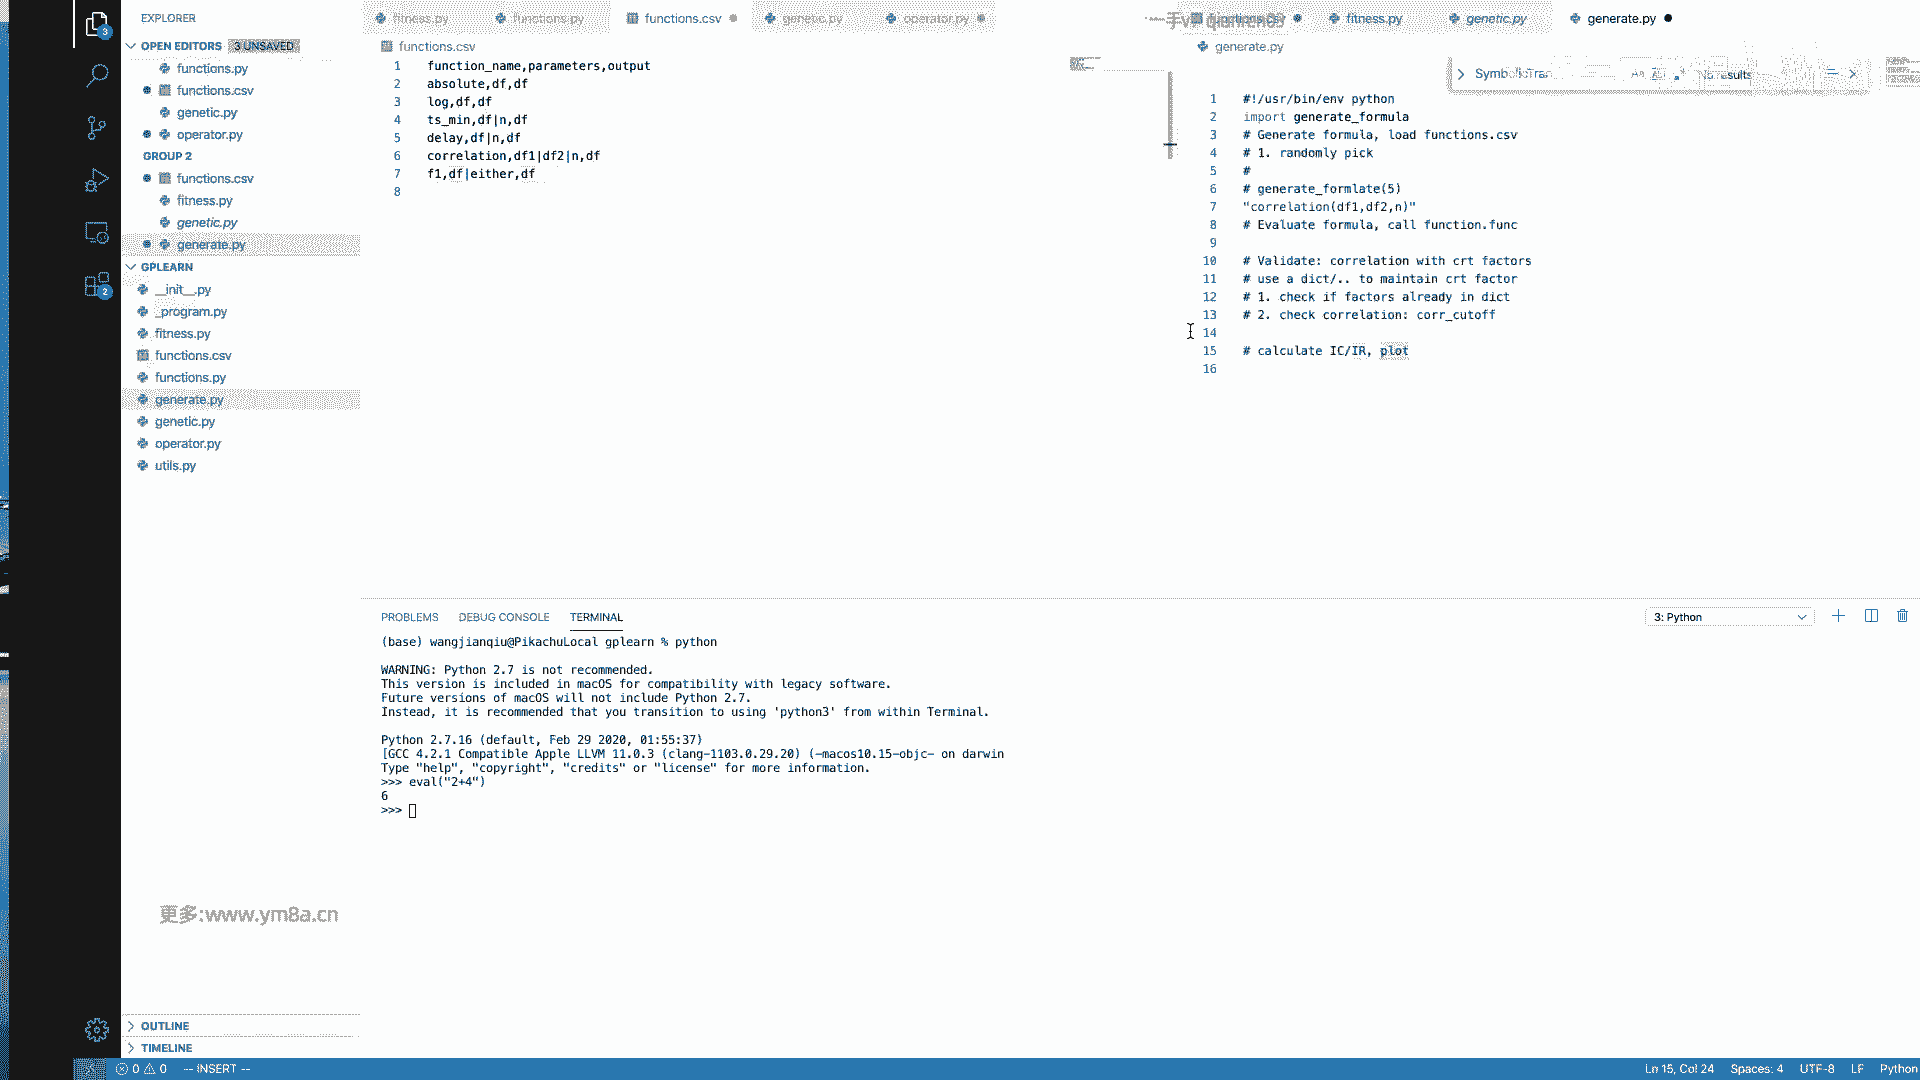 EXPLORER
OPEN EDITORS 3 UNSAVED
functions.py
functions.csv
genetic.py
operator.py
GROUP 2
functions.csv
fitness.py
genetic.py
generate.py
GPLEARN
__init__.py
_program.py
fitness.py
functions.csv
functions.py
generate.py
genetic.py
operator.py
utils.py
更多:www.ym8a.cn
OUTLINE
TIMELINE
3
2
fitness.py functions.py functions.csv genetic.py operator.py
functions.csv
1 function_name,parameters,output
2 absolute,df,df
3 log,df,df
4 ts_min,df|n,df
5 delay,df|n,df
6 correlation,df1|df2|n,df
7 f1,df|either,df
8
fitness.py genetic.py generate.py
generate.py
No results
1 #!/usr/bin/env python
2 import generate_formula
3 # Generate formula, load functions.csv
4 # 1. randomly pick
5 #
6 # generate_formlate(5)
7 "correlation(df1,df2,n)"
8 # Evaluate formula, call function.func
9
10 # Validate: correlation with crt factors
11 # use a dict/.. to maintain crt factor
12 # 1. check if factors already in dict
13 # 2. check correlation: corr_cutoff
14
15 # calculate IC/IR, plot
16
PROBLEMS DEBUG CONSOLE TERMINAL
3: Python
(base) wangjianqiu@PikachuLocal gplearn % python
WARNING: Python 2.7 is not recommended.
This version is included in macOS for compatibility with legacy software.
Future versions of macOS will not include Python 2.7.
Instead, it is recommended that you transition to using 'python3' from within Terminal.
Python 2.7.16 (default, Feb 29 2020, 01:55:37)
[GCC 4.2.1 Compatible Apple LLVM 11.0.3 (clang-1103.0.29.20) (-macos10.15-objc- on darwin
Type "help", "copyright", "credits" or "license" for more information.
>>> eval("2+4")
6
>>>
0 0 -- INSERT --
Ln 15, Col 24 Spaces: 4 UTF-8 LF Python